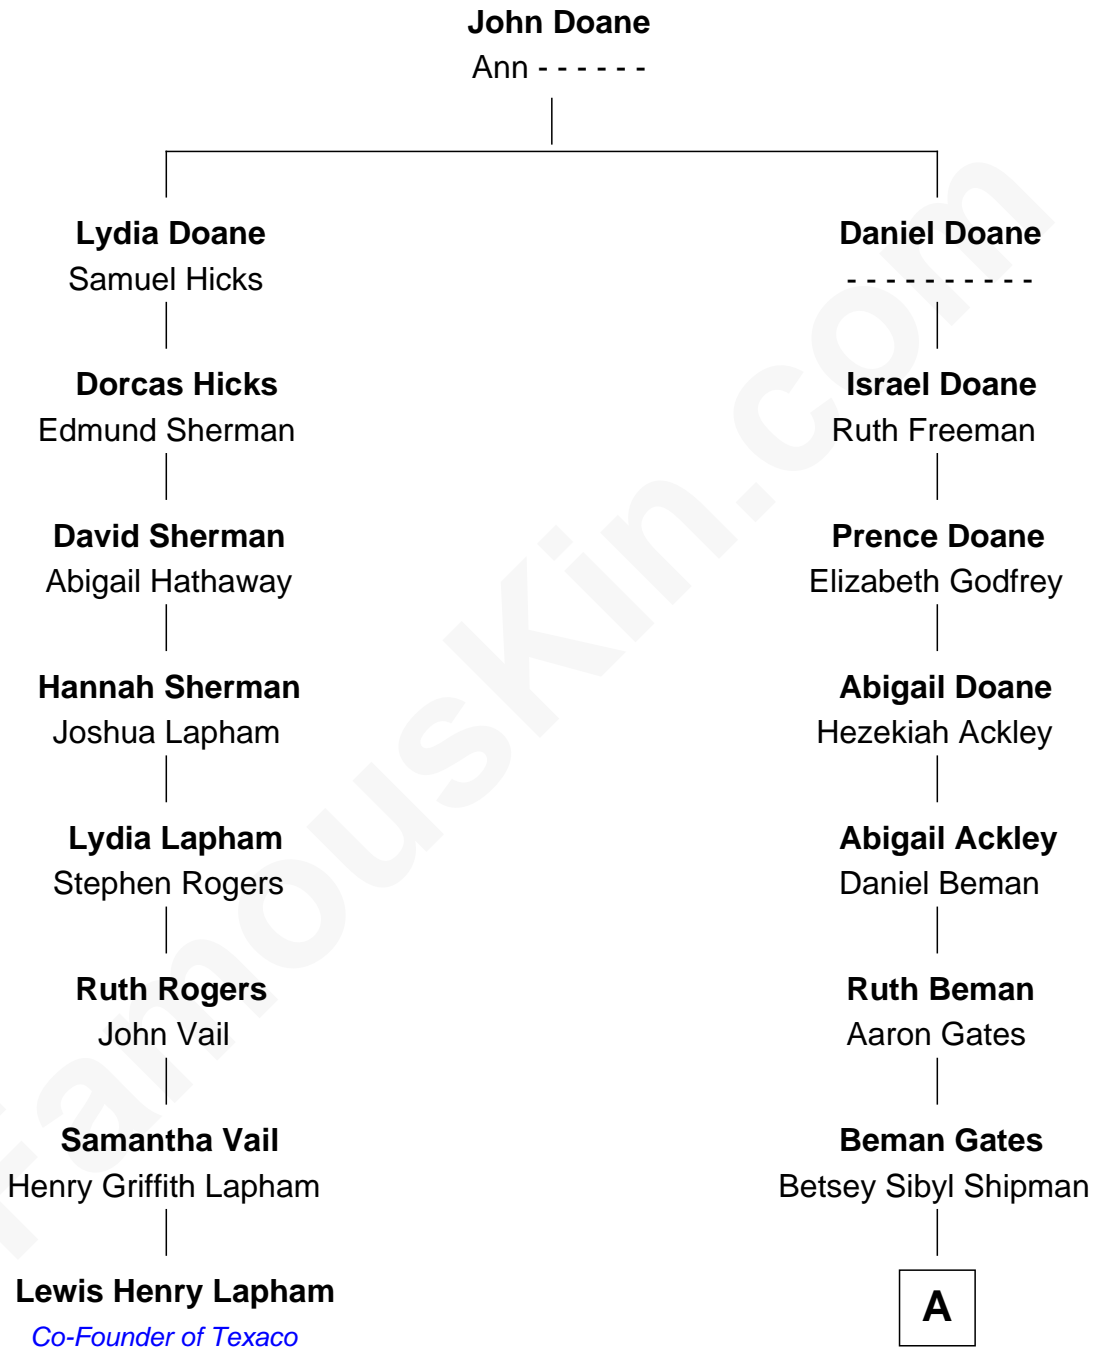 John Doane
Ann - - - - - -
Lydia Doane
Samuel Hicks
Daniel Doane
- - - - - - - - - -
Dorcas Hicks
Edmund Sherman
Israel Doane
Ruth Freeman
David Sherman
Abigail Hathaway
Prence Doane
Elizabeth Godfrey
Hannah Sherman
Joshua Lapham
Abigail Doane
Hezekiah Ackley
Lydia Lapham
Stephen Rogers
Abigail Ackley
Daniel Beman
Ruth Rogers
John Vail
Ruth Beman
Aaron Gates
Samantha Vail
Henry Griffith Lapham
Beman Gates
Betsey Sibyl Shipman
Lewis Henry Lapham
Co-Founder of Texaco
A
FamousKin.com